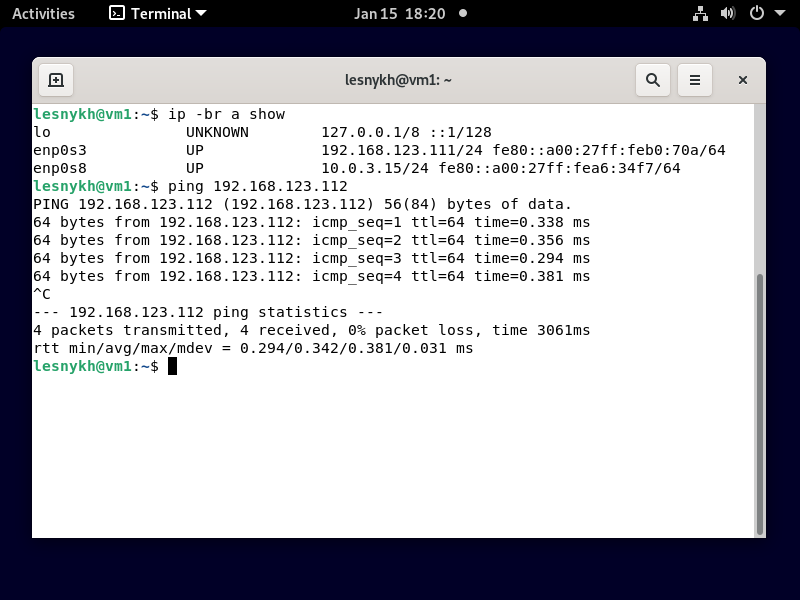 Activities Terminal Jan 15 18:20
lesnykh@vm1: ~
lesnykh@vm1:~$ ip -br a show
lo UNKNOWN 127.0.0.1/8 ::1/128
enp0s3 UP 192.168.123.111/24 fe80::a00:27ff:feb0:70a/64
enp0s8 UP 10.0.3.15/24 fe80::a00:27ff:fea6:34f7/64
lesnykh@vm1:~$ ping 192.168.123.112
PING 192.168.123.112 (192.168.123.112) 56(84) bytes of data.
64 bytes from 192.168.123.112: icmp_seq=1 ttl=64 time=0.338 ms
64 bytes from 192.168.123.112: icmp_seq=2 ttl=64 time=0.356 ms
64 bytes from 192.168.123.112: icmp_seq=3 ttl=64 time=0.294 ms
64 bytes from 192.168.123.112: icmp_seq=4 ttl=64 time=0.381 ms
^C
--- 192.168.123.112 ping statistics ---
4 packets transmitted, 4 received, 0% packet loss, time 3061ms
rtt min/avg/max/mdev = 0.294/0.342/0.381/0.031 ms
lesnykh@vm1:~$